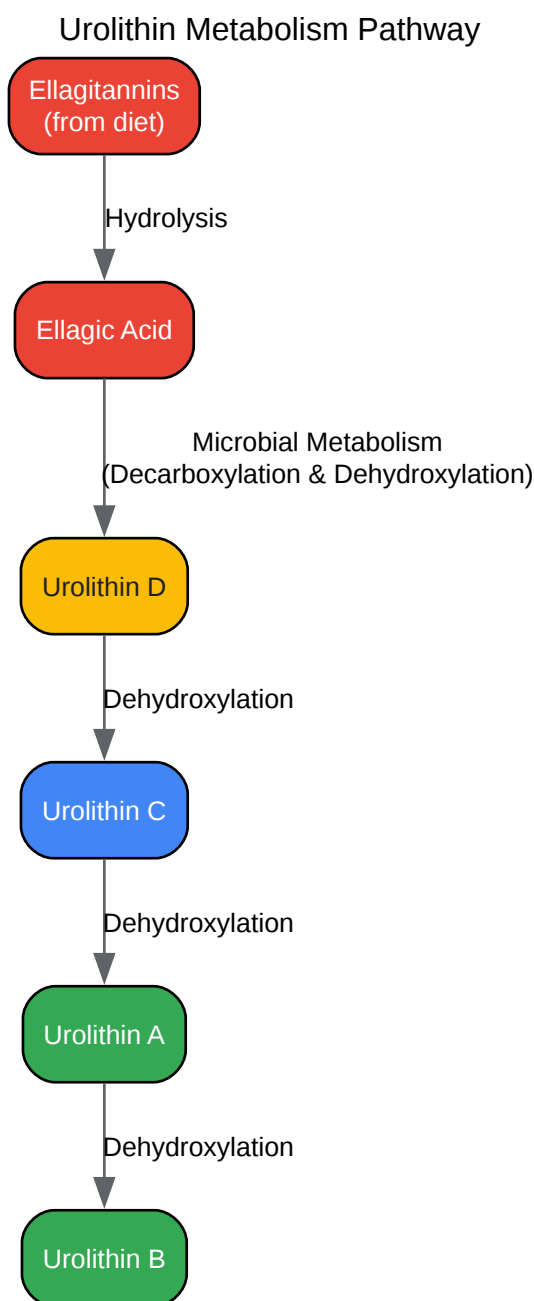 Urolithin Metabolism Pathway
Ellagitannins
(from diet)
Hydrolysis
Ellagic Acid
Microbial Metabolism
(Decarboxylation & Dehydroxylation)
Urolithin D
Dehydroxylation
Urolithin C
Dehydroxylation
Urolithin A
Dehydroxylation
Urolithin B